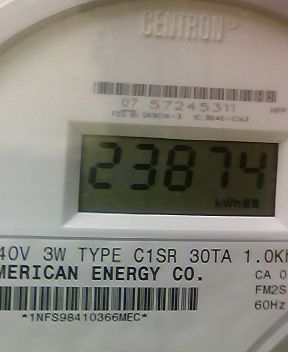 CENTRON
07 57245311
23874
kWh
40V 3W TYPE C1SR 30TA 1.0K
MERICAN ENERGY CO.
CA 0
FM2S
60Hz
*1NFS98410366MEC*